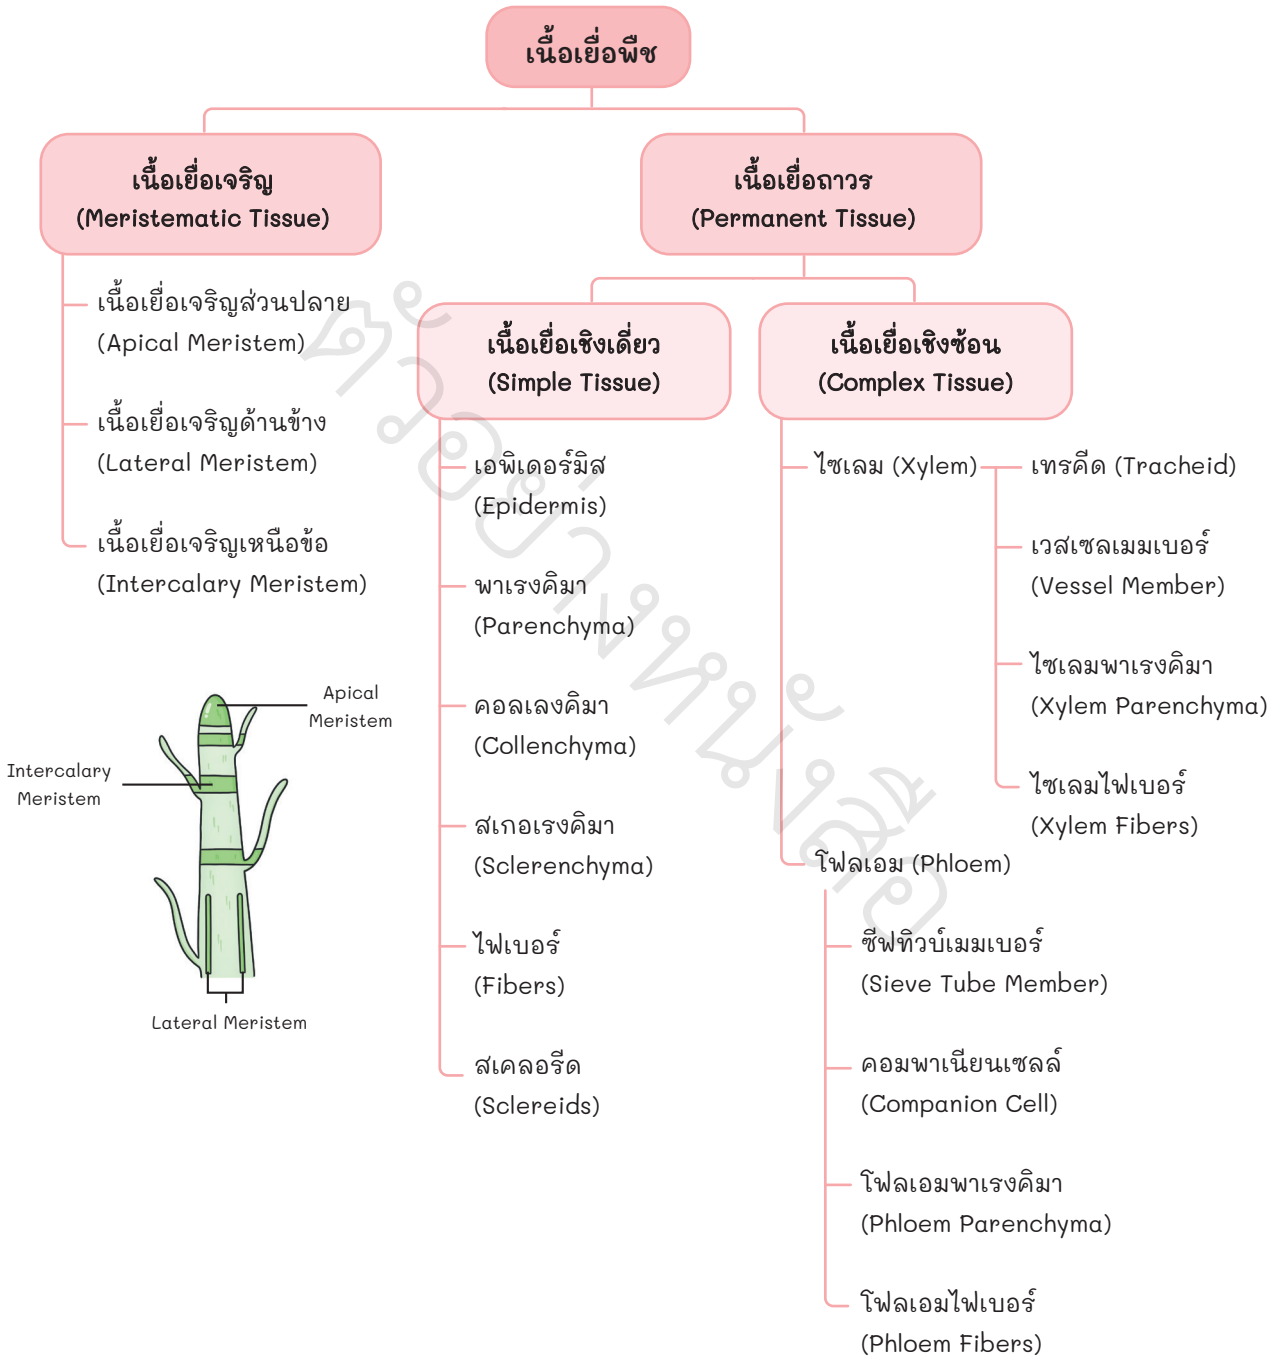 เนื้อเยื่อพืช
เนื้อเยื่อเจริญ
(Meristematic Tissue)
เนื้อเยื่อเจริญส่วนปลาย
(Apical Meristem)
เนื้อเยื่อเจริญด้านข้าง
(Lateral Meristem)
เนื้อเยื่อเจริญเหนือข้อ
(Intercalary Meristem)
Apical
Meristem
Intercalary
Meristem
Lateral Meristem
เนื้อเยื่อถาวร
(Permanent Tissue)
เนื้อเยื่อเชิงเดี่ยว
(Simple Tissue)
เอพิเดอร์มิส
(Epidermis)
พาเรงคิมา
(Parenchyma)
คอลเลงคิมา
(Collenchyma)
สเกอเรงคิมา
(Sclerenchyma)
ไฟเบอร์
(Fibers)
สเคลอรีด
(Sclereids)
เนื้อเยื่อเชิงซ้อน
(Complex Tissue)
ไซเลม (Xylem)
เทรคีด (Tracheid)
เวสเซลเมมเบอร์
(Vessel Member)
ไซเลมพาเรงคิมา
(Xylem Parenchyma)
ไซเลมไฟเบอร์
(Xylem Fibers)
โฟลเอม (Phloem)
ซีฟทิวบ์เมมเบอร์
(Sieve Tube Member)
คอมพาเนียนเซลล์
(Companion Cell)
โฟลเอมพาเรงคิมา
(Phloem Parenchyma)
โฟลเอมไฟเบอร์
(Phloem Fibers)
ตัวอย่างหนังสือ